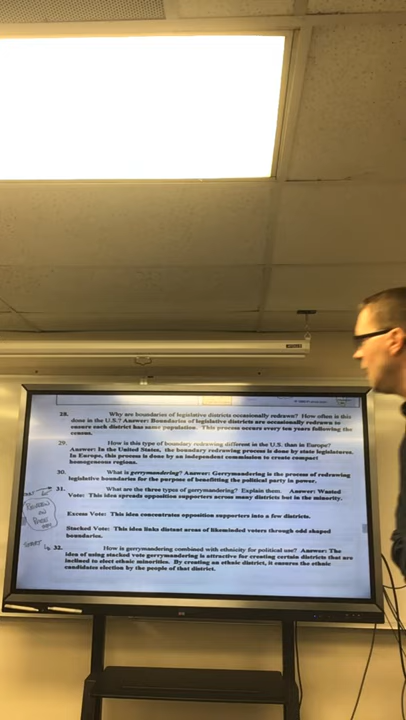 28. Why are boundaries of legislative districts occasionally redrawn? How often is this
done in the U.S.? Answer: Boundaries of legislative districts are occasionally redrawn to
ensure each district has same population. This process occurs every ten years following the
census.
29. How is this type of boundary redrawing different in the U.S. than in Europe?
Answer: In the United States, the boundary redrawing process is done by state legislatures.
In Europe, this process is done by an independent commission to create compact
homogeneous regions.
30. What is gerrymandering? Answer: Gerrymandering is the process of redrawing
legislative boundaries for the purpose of benefitting the political party in power.
31. What are the three types of gerrymandering? Explain them. Answer: Wasted
Vote: This idea spreads opposition supporters across many districts but in the minority.
Excess Vote: This idea concentrates opposition supporters into a few districts.
Stacked Vote: This idea links distant areas of likeminded voters through odd shaped
boundaries.
START
32. How is gerrymandering combined with ethnicity for political use? Answer: The
idea of using stacked vote gerrymandering is attractive for creating certain districts that are
inclined to elect ethnic minorities. By creating an ethnic district, it ensures the ethnic
candidates election by the people of that district.